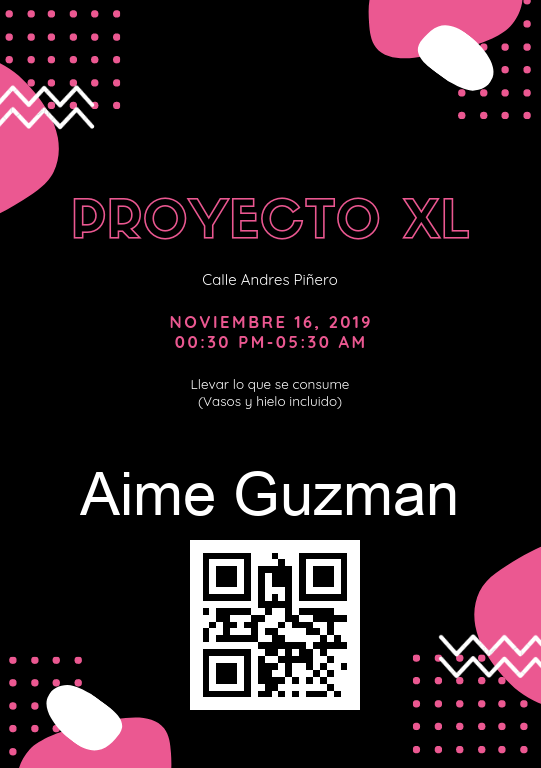 PROYECTO XL
Calle Andres Piñero
NOVIEMBRE 16, 2019
00:30 PM-05:30 AM
Llevar lo que se consume
(Vasos y hielo incluido)
Aime Guzman